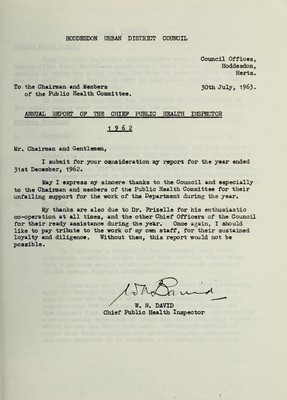 HODDESDON URBAN DISTRICT COUNCIL
Council Offices,
Hoddesdon,
Herts.
To the Chairman and Members
of the Public Health Committee.
30th July, 1963.
ANNUAL REPORT OF THE CHIEF PUBLIC HEALTH INSPECTOR
1962
Mr. Chairman and Gentlemen,
I submit for your consideration my report for the year ended
31st December, 1962.
May I express my sincere thanks to the Council and especially
to the Chairman and members of the Public Health Committee for their
unfailing support for the work of the Department during the year.
My thanks are also due to Dr. Priselle for his enthusiastic
co-operation at all times, and the other Chief Officers of the Council
for their ready assistance during the year. Once again, I should
like to pay tribute to the work of my own staff, for their sustained
loyalty and diligence. Without then, this report would not be
possible.
W N David
W. N. DAVID
Chief Public Health Inspector